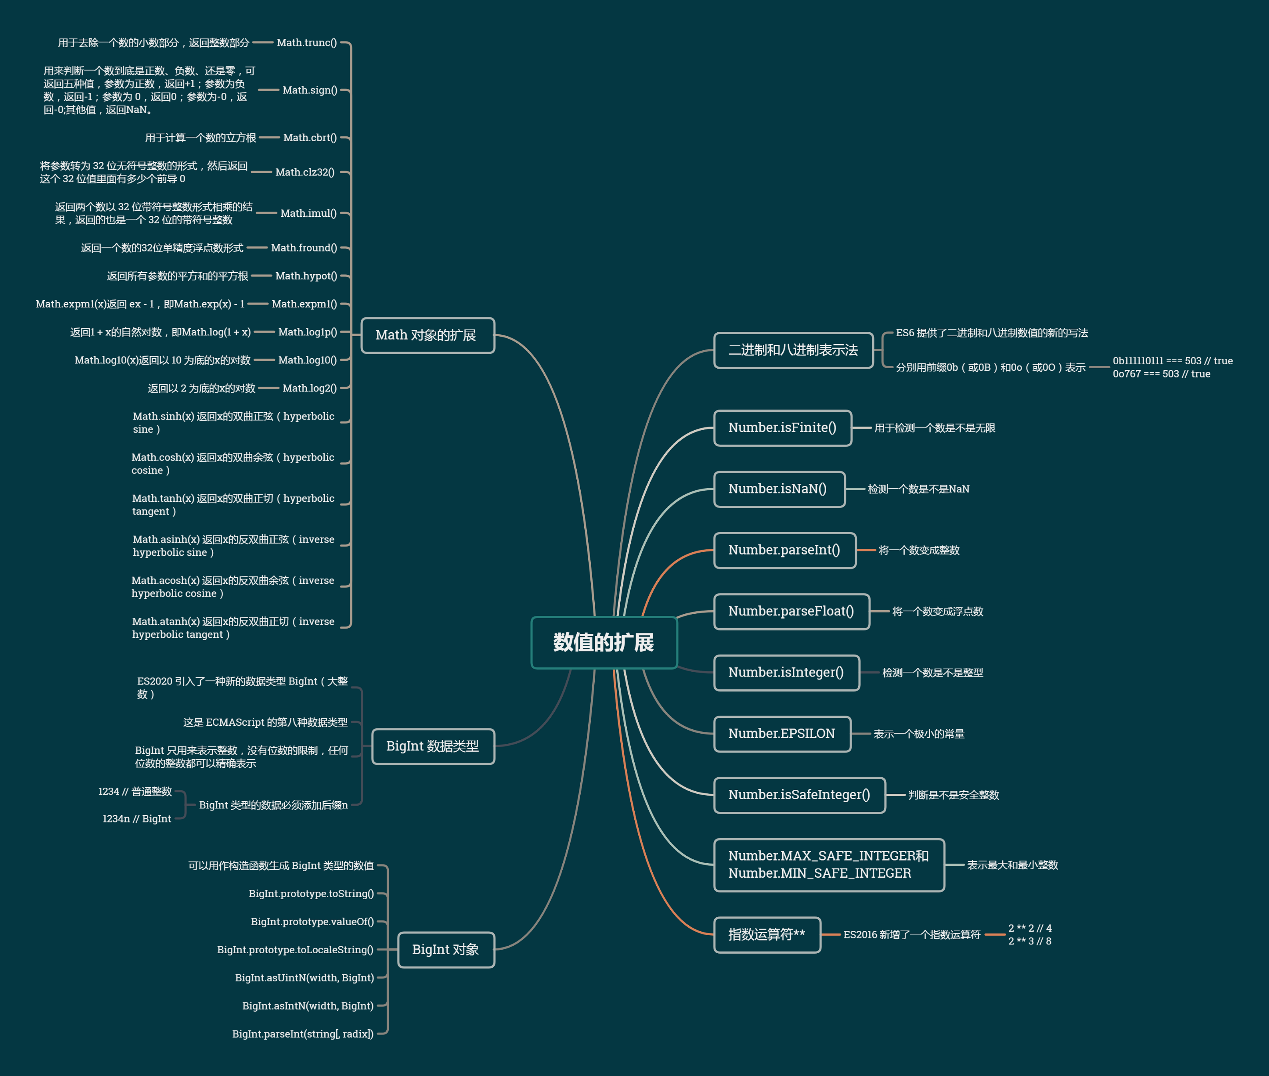 数值的扩展
二进制和八进制表示法
ES6 提供了二进制和八进制数值的新的写法
分别用前缀0b（或0B）和0o（或0O）表示
0b111110111 === 503 // true
0o767 === 503 // true
Number.isFinite()
用于检测一个数是不是无限
Number.isNaN()
检测一个数是不是NaN
Number.parseInt()
将一个数变成整数
Number.parseFloat()
将一个数变成浮点数
Number.isInteger()
检测一个数是不是整型
Number.EPSILON
表示一个极小的常量
Number.isSafeInteger()
判断是不是安全整数
Number.MAX_SAFE_INTEGER和
Number.MIN_SAFE_INTEGER
表示最大和最小整数
指数运算符**
ES2016 新增了一个指数运算符
2 ** 2 // 4
2 ** 3 // 8
Math 对象的扩展
Math.trunc()
用于去除一个数的小数部分，返回整数部分
Math.sign()
用来判断一个数到底是正数、负数、还是零，可
返回五种值，参数为正数，返回+1；参数为负
数，返回-1；参数为 0，返回0；参数为-0，返
回-0;其他值，返回NaN。
Math.cbrt()
用于计算一个数的立方根
Math.clz32()
将参数转为 32 位无符号整数的形式，然后返回
这个 32 位值里面有多少个前导 0
Math.imul()
返回两个数以 32 位带符号整数形式相乘的结
果，返回的也是一个 32 位的带符号整数
Math.fround()
返回一个数的32位单精度浮点数形式
Math.hypot()
返回所有参数的平方和的平方根
Math.expm1()
Math.expm1(x)返回 ex - 1，即Math.exp(x) - 1
Math.log1p()
返回1 + x的自然对数，即Math.log(1 + x)
Math.log10()
Math.log10(x)返回以 10 为底的x的对数
Math.log2()
返回以 2 为底的x的对数
Math.sinh(x) 返回x的双曲正弦（hyperbolic
sine）
Math.cosh(x) 返回x的双曲余弦（hyperbolic
cosine）
Math.tanh(x) 返回x的双曲正切（hyperbolic
tangent）
Math.asinh(x) 返回x的反双曲正弦（inverse
hyperbolic sine）
Math.acosh(x) 返回x的反双曲余弦（inverse
hyperbolic cosine）
Math.atanh(x) 返回x的反双曲正切（inverse
hyperbolic tangent）
BigInt 数据类型
ES2020 引入了一种新的数据类型 BigInt（大整
数）
这是 ECMAScript 的第八种数据类型
BigInt 只用来表示整数，没有位数的限制，任何
位数的整数都可以精确表示
BigInt 类型的数据必须添加后缀n
1234 // 普通整数
1234n // BigInt
BigInt 对象
可以用作构造函数生成 BigInt 类型的数值
BigInt.prototype.toString()
BigInt.prototype.valueOf()
BigInt.prototype.toLocaleString()
BigInt.asUintN(width, BigInt)
BigInt.asIntN(width, BigInt)
BigInt.parseInt(string[, radix])